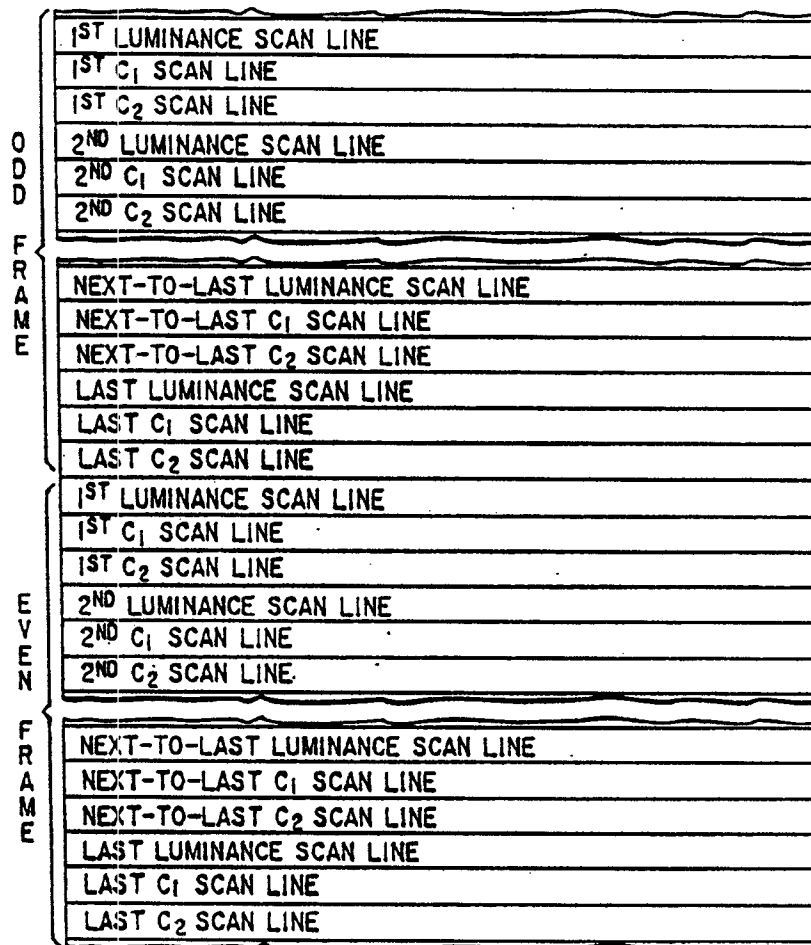 1ST LUMINANCE SCAN LINE
1ST C1 SCAN LINE
1ST C2 SCAN LINE
2ND LUMINANCE SCAN LINE
2ND C1 SCAN LINE
2ND C2 SCAN LINE
ODD FRAME
NEXT-TO-LAST LUMINANCE SCAN LINE
NEXT-TO-LAST C1 SCAN LINE
NEXT-TO-LAST C2 SCAN LINE
LAST LUMINANCE SCAN LINE
LAST C1 SCAN LINE
LAST C2 SCAN LINE
1ST LUMINANCE SCAN LINE
1ST C1 SCAN LINE
1ST C2 SCAN LINE
2ND LUMINANCE SCAN LINE
2ND C1 SCAN LINE
2ND C2 SCAN LINE
EVEN FRAME
NEXT-TO-LAST LUMINANCE SCAN LINE
NEXT-TO-LAST C1 SCAN LINE
NEXT-TO-LAST C2 SCAN LINE
LAST LUMINANCE SCAN LINE
LAST C1 SCAN LINE
LAST C2 SCAN LINE